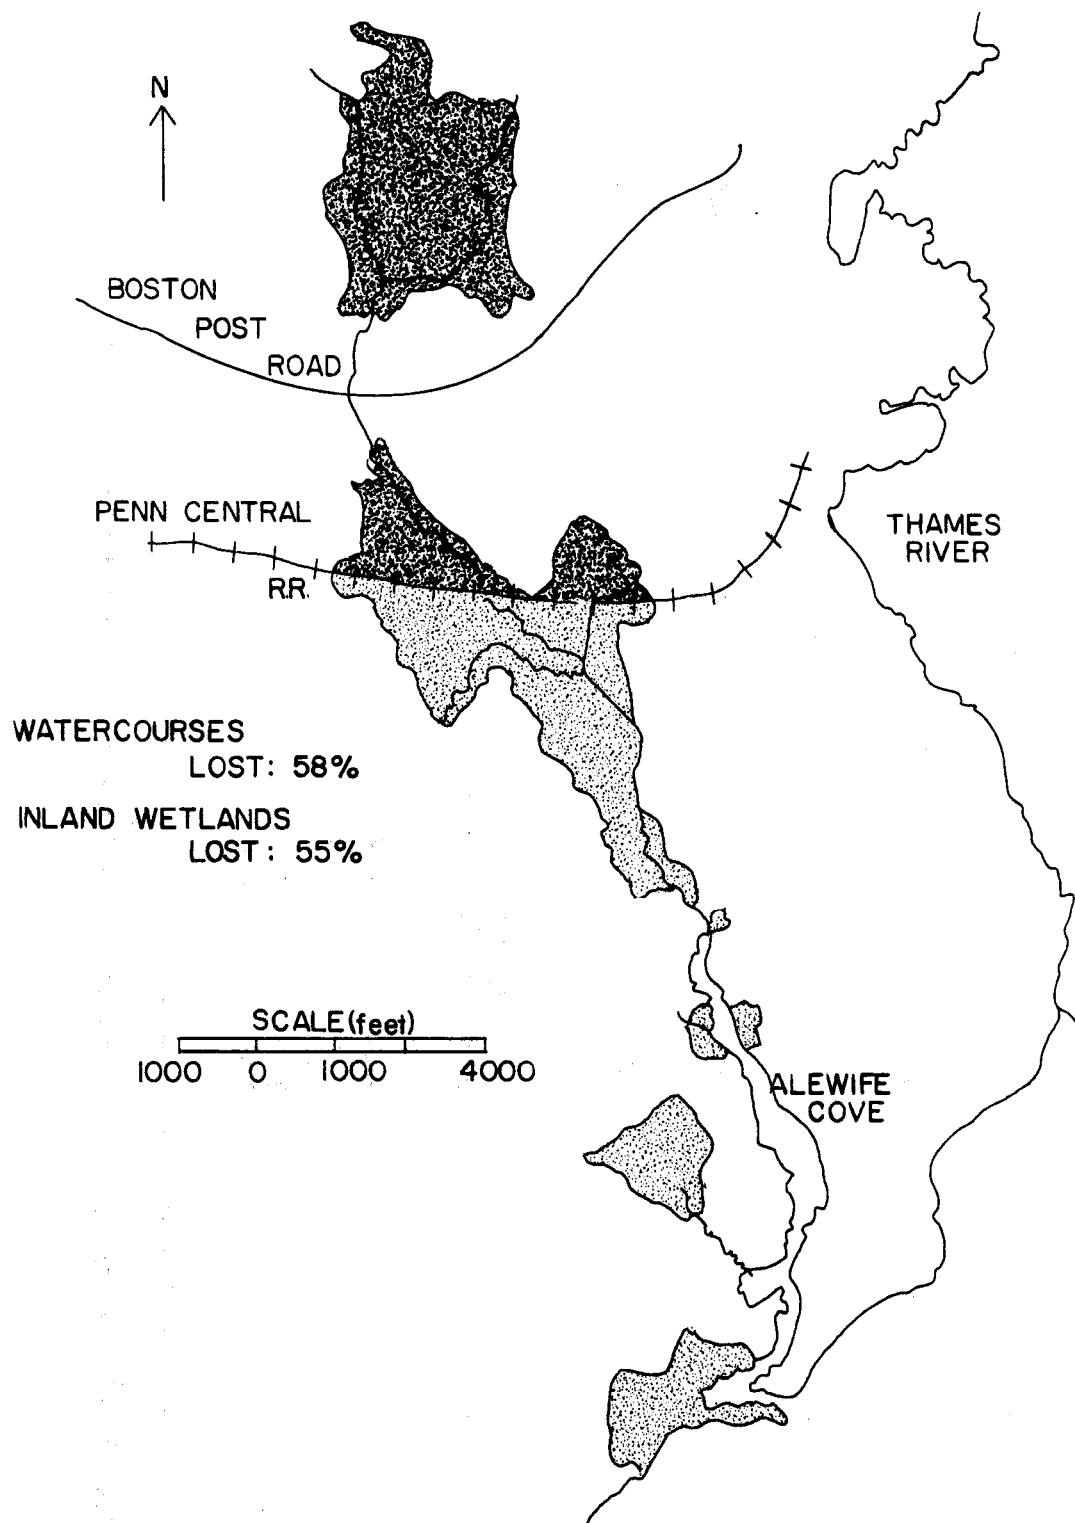 N
BOSTON
POST
ROAD
PENN CENTRAL
R.R.
THAMES
RIVER
WATERCOURSES
LOST: 58%
INLAND WETLANDS
LOST: 55%
SCALE(feet)
1000 0 1000 4000
ALEWIFE
COVE